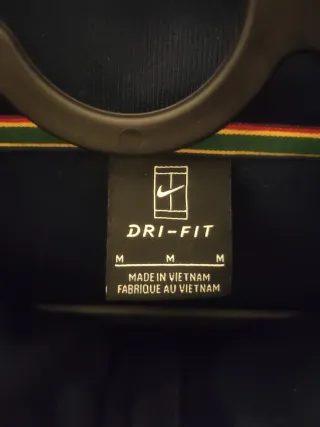 DRI-FIT
M M M
MADE IN VIETNAM
FABRIQUE AU VIETNAM